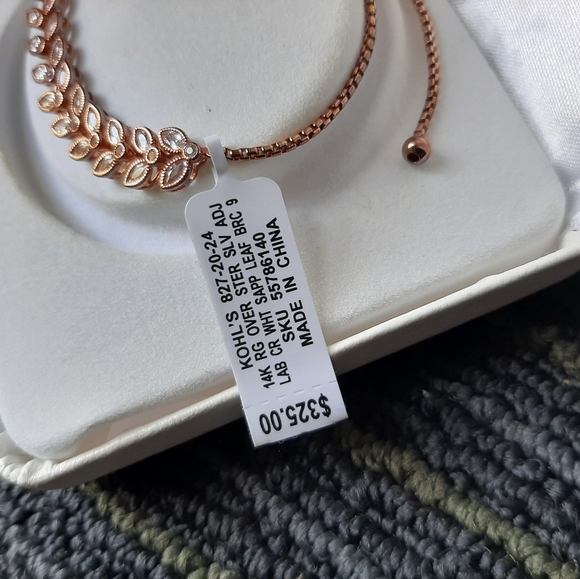 KOHL'S 827-20-24
14K RG OVER STER SLV ADJ
LAB CR WHT SAPP LEAF BRC 9
SKU 55786140
MADE IN CHINA
$325.00